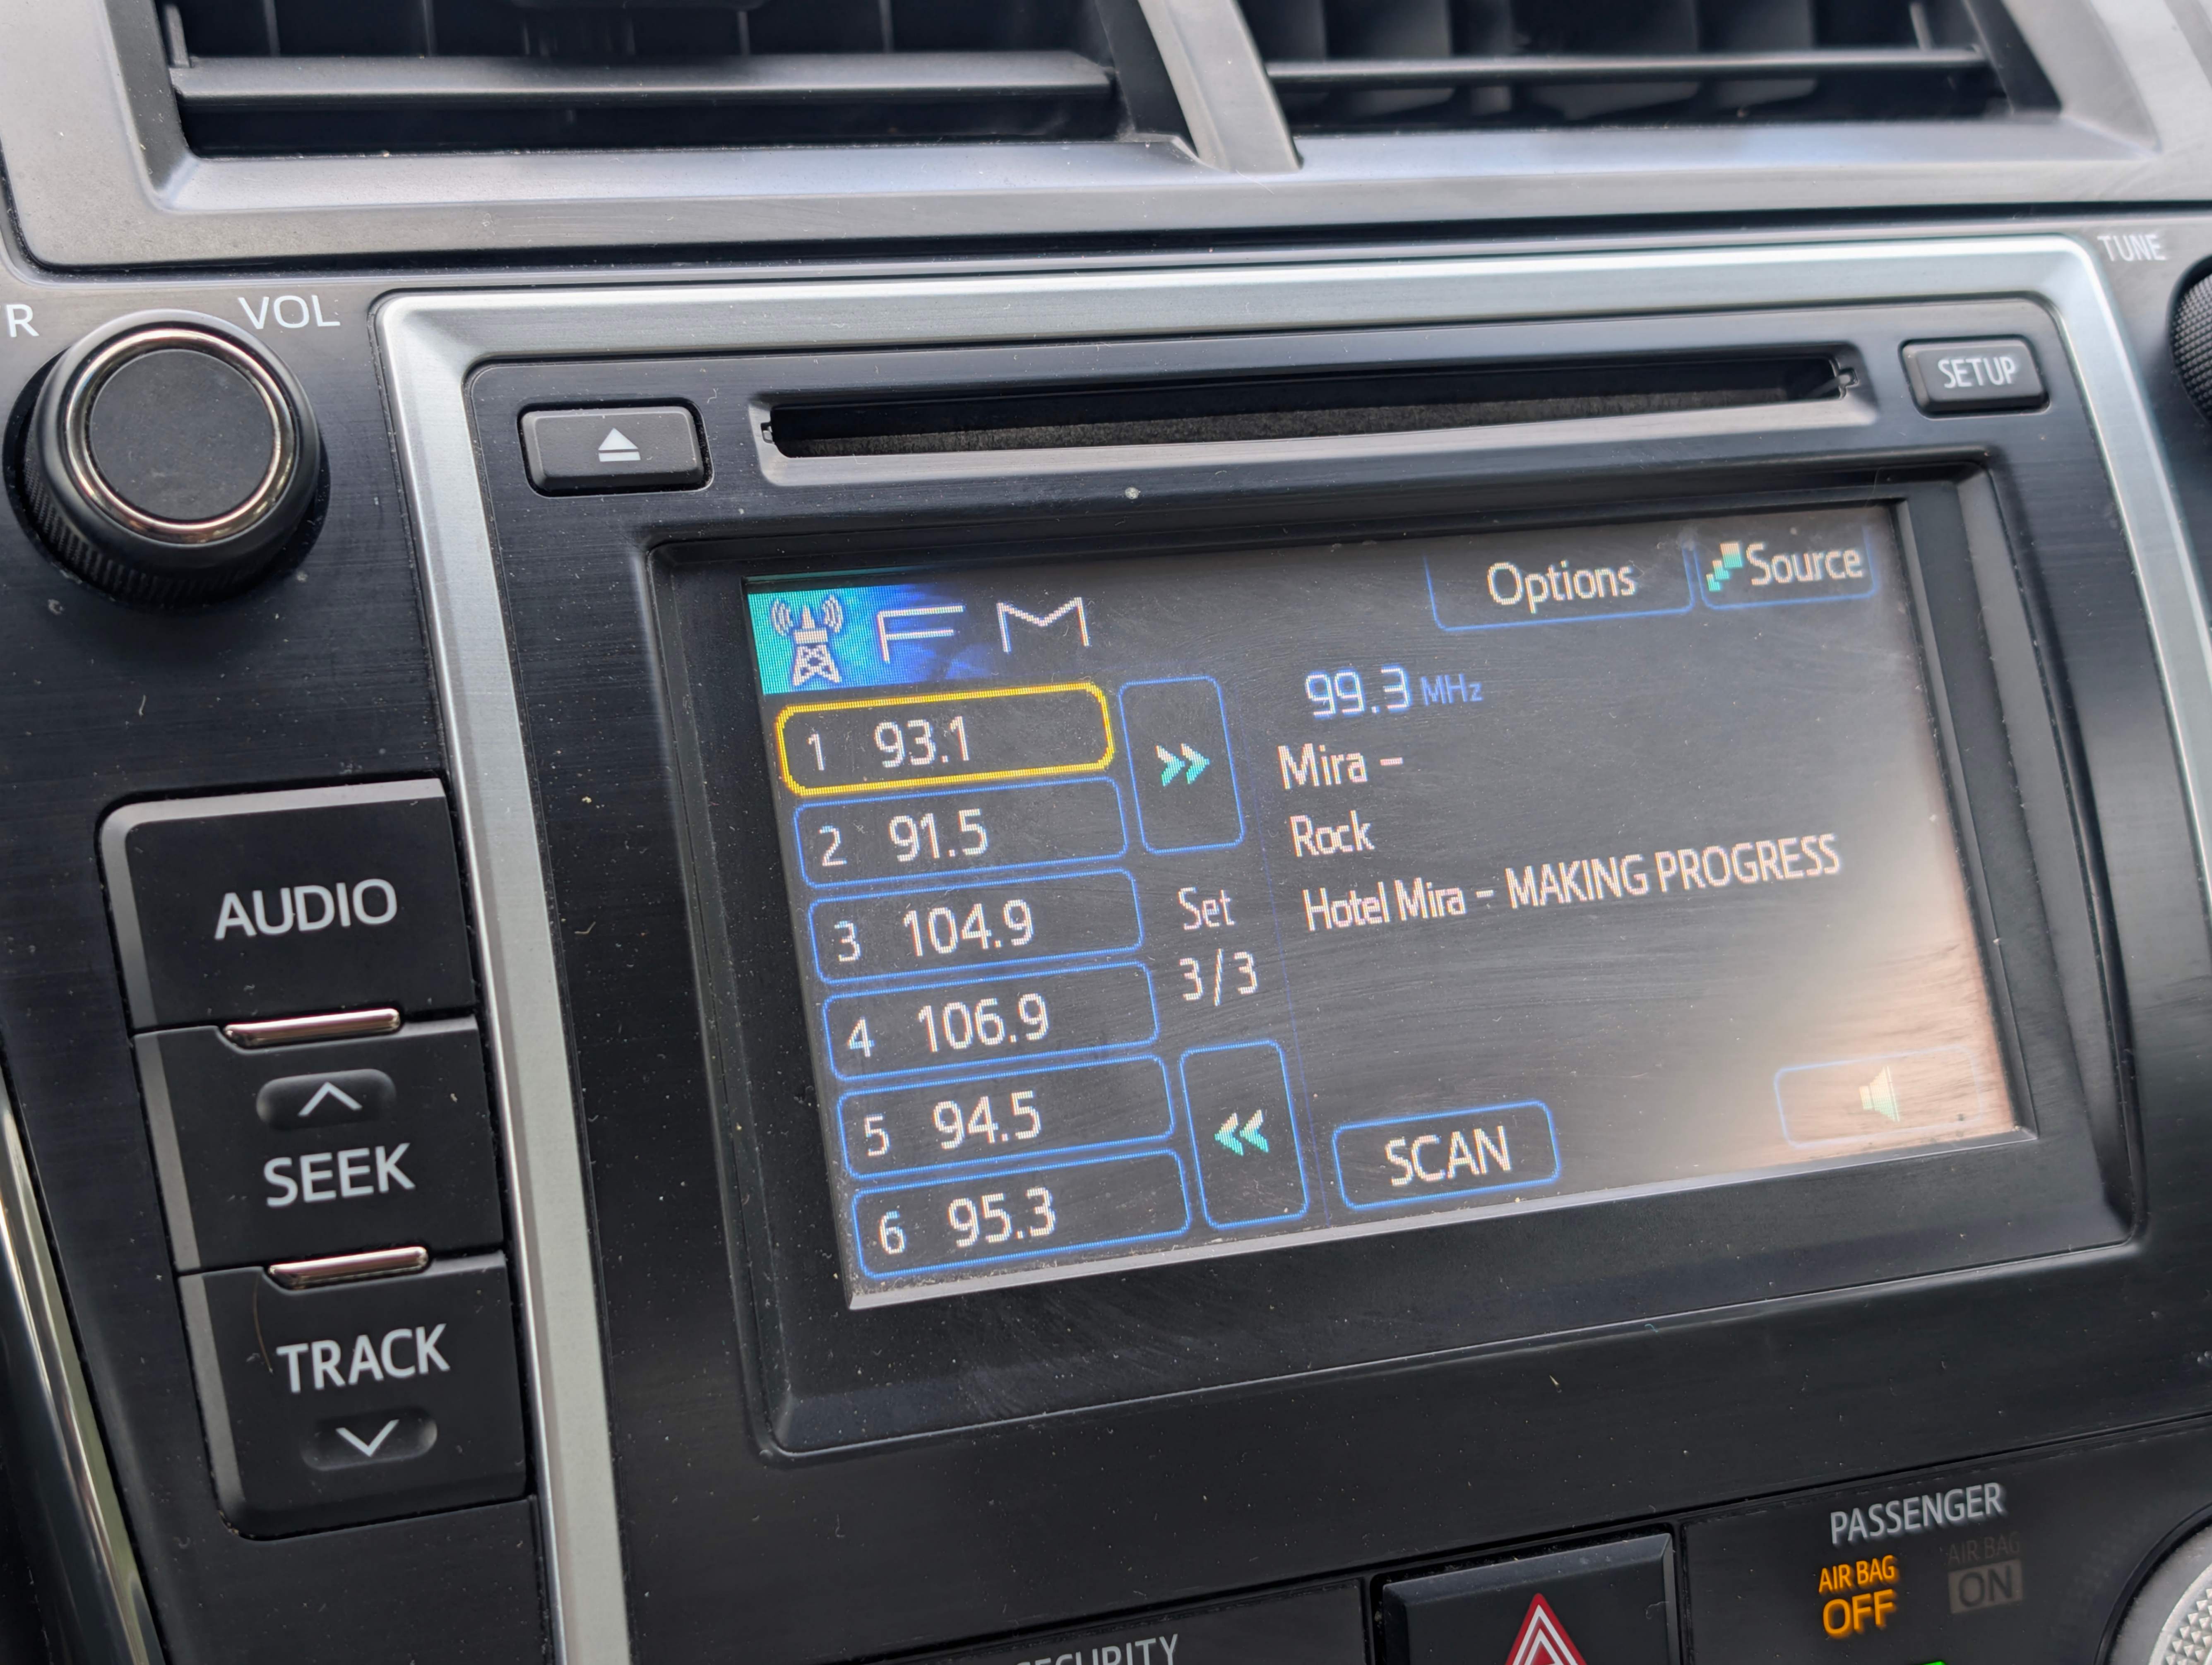 R
VOL
TUNE
SETUP
FM
Options
Source
1 93.1
2 91.5
3 104.9
4 106.9
5 94.5
6 95.3
Set
3/3
99.3 MHz
Mira -
Rock
Hotel Mira - MAKING PROGRESS
SCAN
AUDIO
SEEK
TRACK
PASSENGER
AIR BAG
OFF
AIR BAG
ON
SECURITY